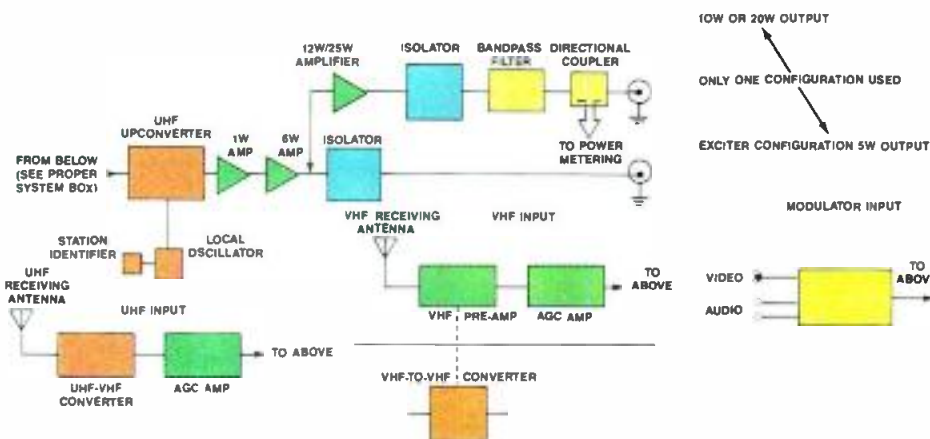 10W OR 20W OUTPUT
ONLY ONE CONFIGURATION USED
EXCITER CONFIGURATION 5W OUTPUT
12W/25W
AMPLIFIER
ISOLATOR
BANDPASS
FILTER
DIRECTIONAL
COUPLER
TO POWER
METERING
UHF
UPCONVERTER
1W
AMP
6W
AMP
ISOLATOR
FROM BELOW
(SEE PROPER
SYSTEM BOX)
STATION
IDENTIFIER
LOCAL
OSCILLATOR
UHF
RECEIVING
ANTENNA
UHF INPUT
UHF-VHF
CONVERTER
AGC AMP
TO ABOVE
VHF RECEIVING
ANTENNA
VHF INPUT
VHF PRE-AMP
AGC AMP
TO
ABOVE
VHF-TO-VHF CONVERTER
MODULATOR INPUT
VIDEO
AUDIO
TO
ABOVE